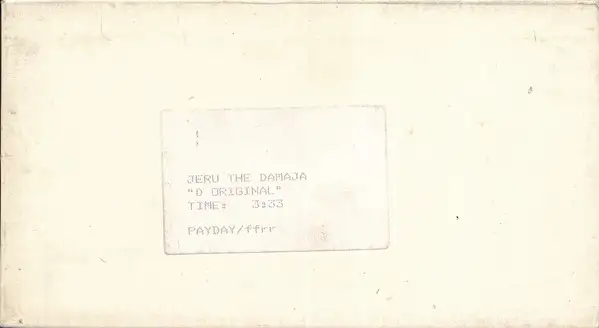 JERU THE DAMAJA
"D ORIGINAL"
TIME: 3:33
PAYDAY/ffrr